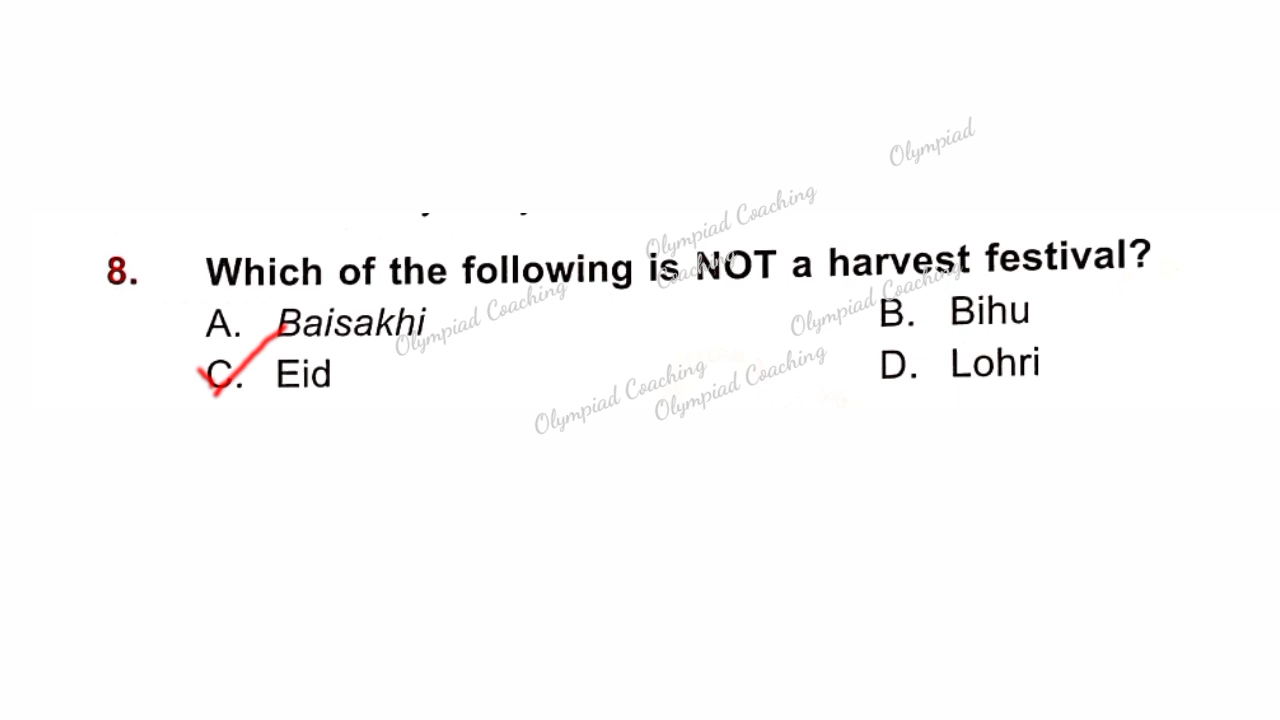 Olympiad
Olympiad Coaching
Coaching
8. Which of the following is NOT a harvest festival?
Olympiad Coaching
Olympiad Coaching
A. Baisakhi B. Bihu
C. Eid D. Lohri
Olympiad Coaching
Olympiad Coaching